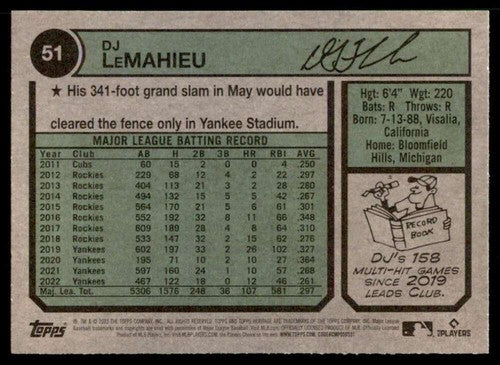 51
DJ
LeMAHIEU
★ His 341-foot grand slam in May would have
cleared the fence only in Yankee Stadium.
Hgt: 6'4" Wgt: 220
Bats: R Throws: R
Born: 7-13-88, Visalia,
California
Home: Bloomfield
Hills, Michigan
MAJOR LEAGUE BATTING RECORD
Year Club AB H 2B 3B HR RBI AVG
2011 Cubs 60 15 2 0 0 4 .250
2012 Rockies 229 68 12 4 2 22 .297
2013 Rockies 404 113 21 3 2 28 .280
2014 Rockies 494 132 15 5 5 42 .267
2015 Rockies 564 170 21 5 6 61 .301
2016 Rockies 552 192 32 8 11 66 .348
2017 Rockies 609 189 28 4 8 64 .310
2018 Rockies 533 147 32 2 15 62 .276
2019 Yankees 602 197 33 2 26 102 .327
2020 Yankees 195 71 10 2 10 27 .364
2021 Yankees 597 160 24 1 10 57 .268
2022 Yankees 467 122 18 0 12 46 .261
Maj. Lea. Tot. 5306 1576 248 36 107 581 .297
RECORD
BOOK
DJ'S 158
MULTI-HIT GAMES
SINCE 2019
LEADS CLUB.
Topps
PLAYERS